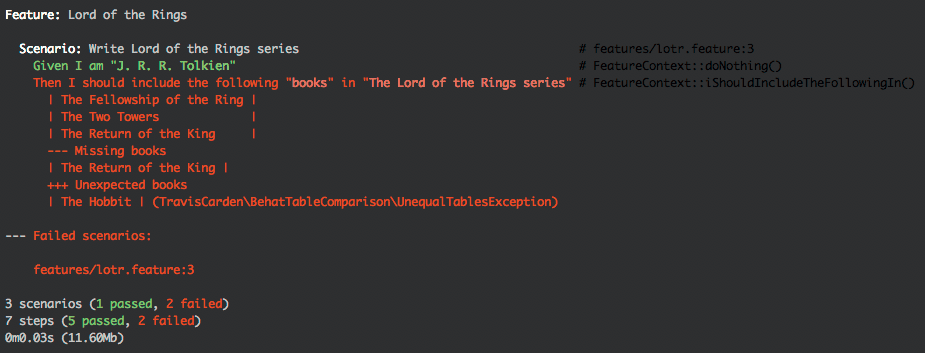 Feature: Lord of the Rings
Scenario: Write Lord of the Rings series # features/lotr.feature:3
Given I am "J. R. R. Tolkien" # FeatureContext::doNothing()
Then I should include the following "books" in "The Lord of the Rings series" # FeatureContext::iShouldIncludeTheFollowingIn()
| The Fellowship of the Ring |
| The Two Towers |
| The Return of the King |
--- Missing books
| The Return of the King |
+++ Unexpected books
| The Hobbit | (TravisCarden\BehatTableComparison\UnequalTablesException)
--- Failed scenarios:
features/lotr.feature:3
3 scenarios (1 passed, 2 failed)
7 steps (5 passed, 2 failed)
0m0.03s (11.60Mb)